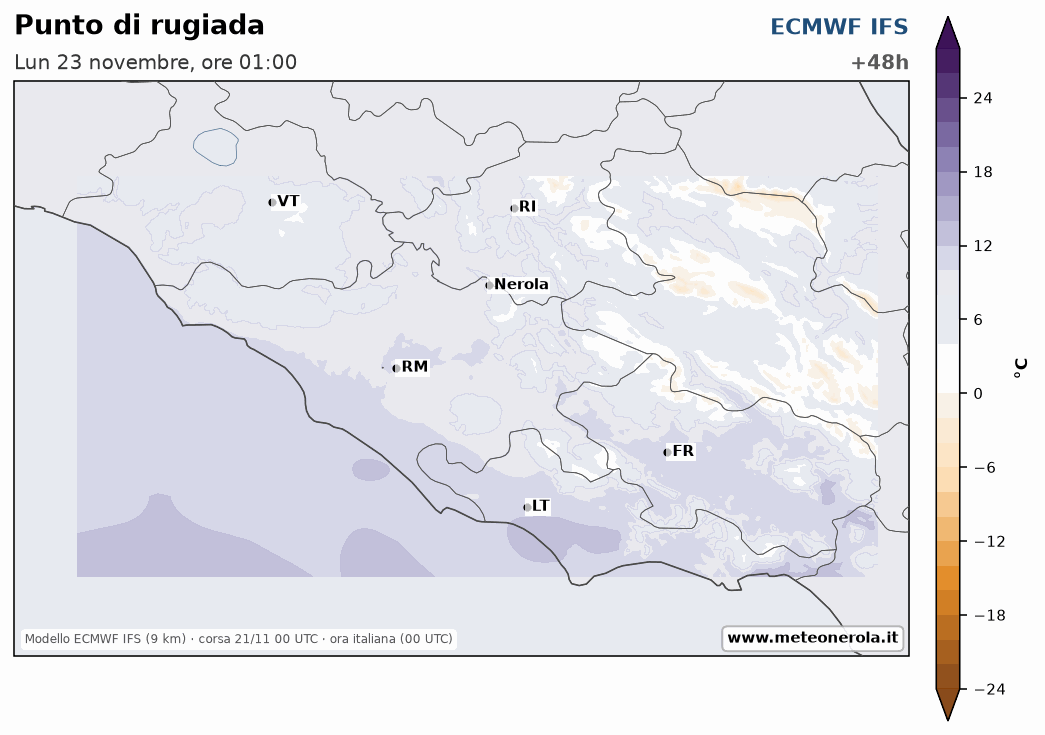 Punto di rugiada
ECMWF IFS
Lun 23 novembre, ore 01:00
+48h
24
18
12
6
0
−6
−12
−18
−24
°C
VT
RI
Nerola
RM
FR
LT
Modello ECMWF IFS (9 km) · corsa 21/11 00 UTC · ora italiana (00 UTC)
www.meteonerola.it